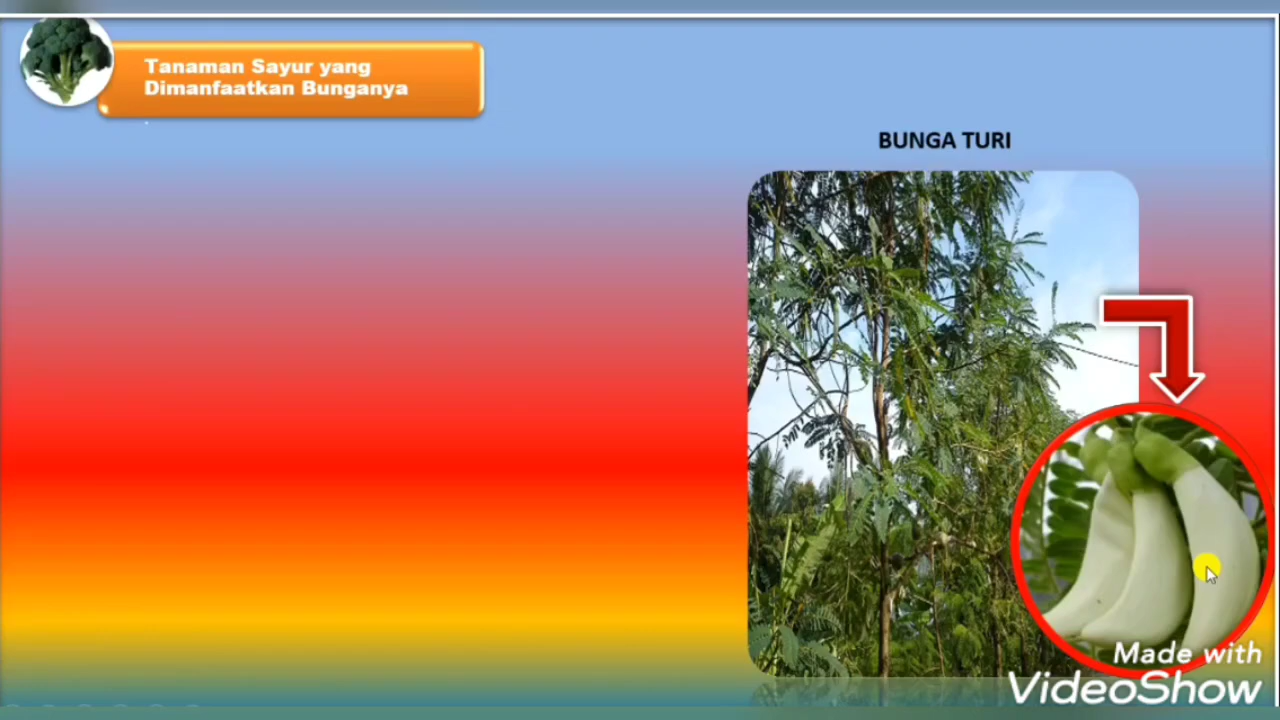 Tanaman Sayur yang
Dimanfaatkan Bunganya
BUNGA TURI
Made with
VideoShow